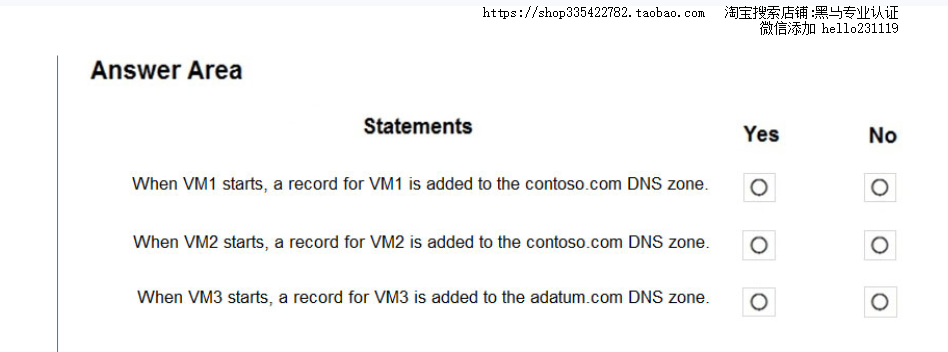 https://shop335422782.taobao.com 淘宝搜索店铺:黑马专业认证
微信添加 hello231119
Answer Area
Statements Yes No
When VM1 starts, a record for VM1 is added to the contoso.com DNS zone.
When VM2 starts, a record for VM2 is added to the contoso.com DNS zone.
When VM3 starts, a record for VM3 is added to the adatum.com DNS zone.